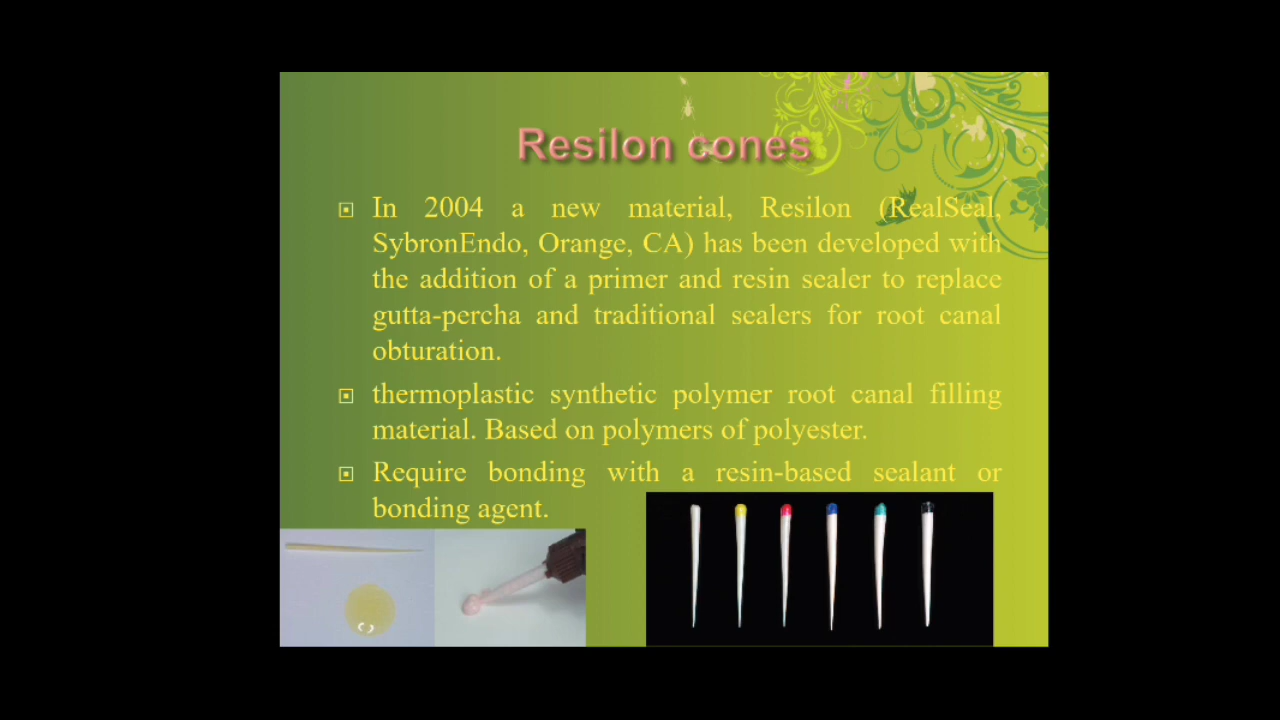 Resilon cones
In 2004 a new material, Resilon (RealSeal,
SybronEndo, Orange, CA) has been developed with
the addition of a primer and resin sealer to replace
gutta-percha and traditional sealers for root canal
obturation.
thermoplastic synthetic polymer root canal filling
material. Based on polymers of polyester.
Require bonding with a resin-based sealant or
bonding agent.